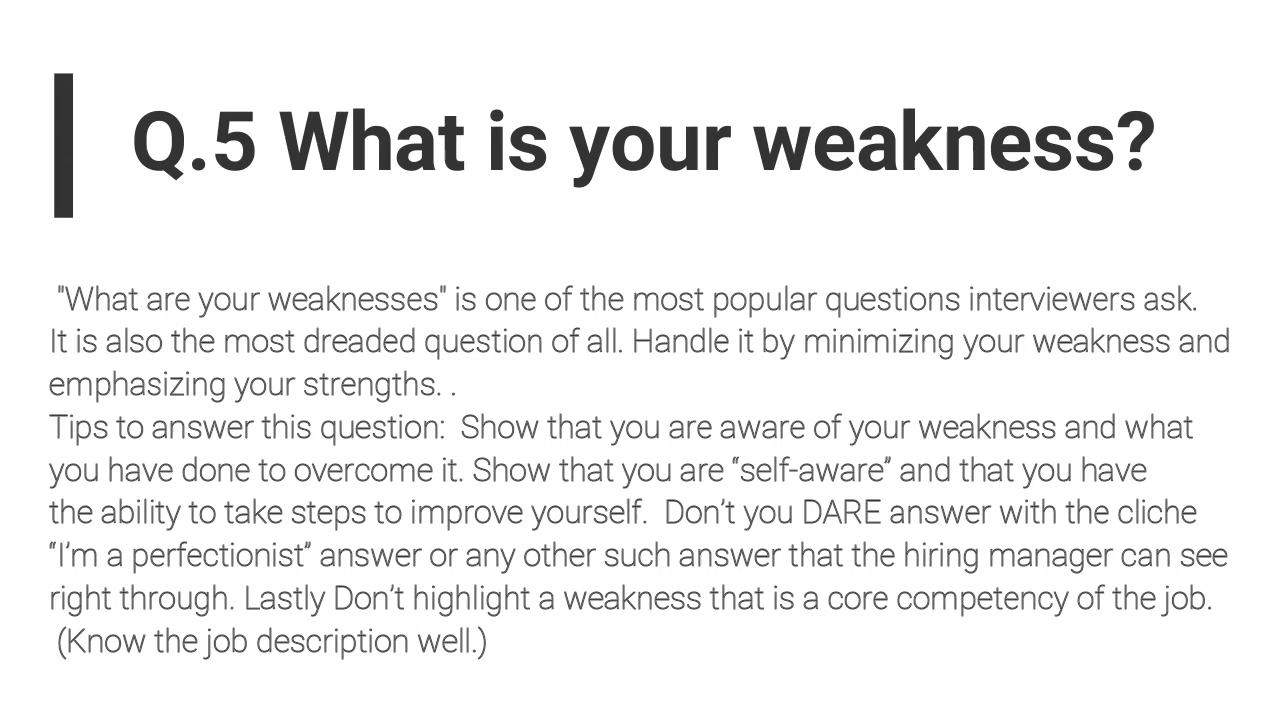 Q.5 What is your weakness?
"What are your weaknesses" is one of the most popular questions interviewers ask.
It is also the most dreaded question of all. Handle it by minimizing your weakness and
emphasizing your strengths. .
Tips to answer this question:  Show that you are aware of your weakness and what
you have done to overcome it. Show that you are “self-aware” and that you have
the ability to take steps to improve yourself.  Don’t you DARE answer with the cliche
“I’m a perfectionist” answer or any other such answer that the hiring manager can see
right through. Lastly Don’t highlight a weakness that is a core competency of the job.
(Know the job description well.)